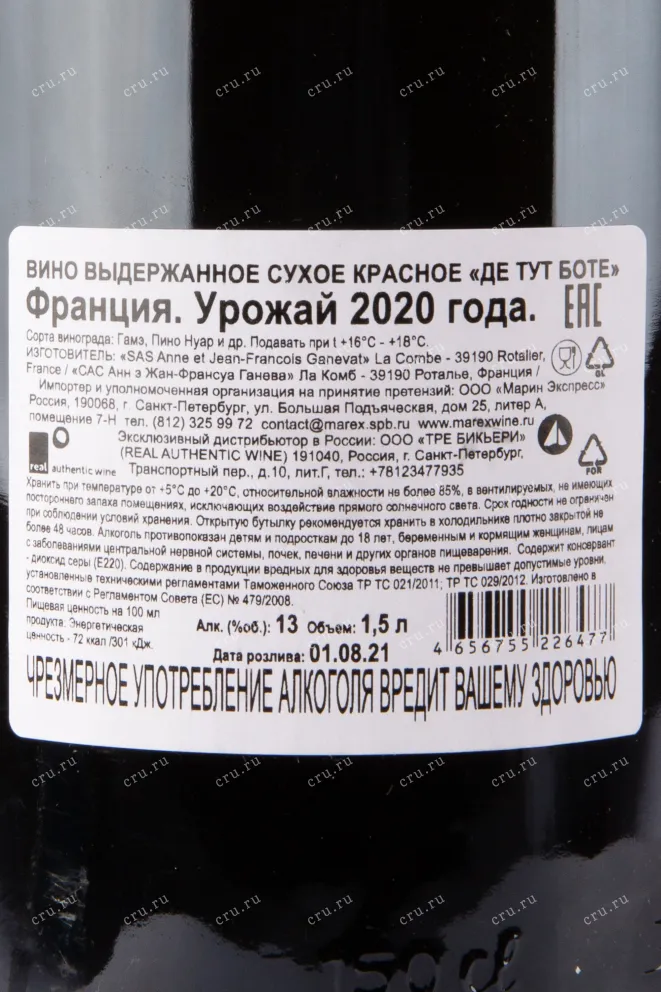 ВИНО ВЫДЕРЖАННОЕ СУХОЕ КРАСНОЕ «ДЕ ТУТ БОТЕ»
Франция. Урожай 2020 года. EAC
Сорта винограда: Гамэ, Пино Нуар и др. Подавать при t +16°C - +18°C.
ИЗГОТОВИТЕЛЬ: «SAS Anne et Jean-Francois Ganevat» La Combe - 39190 Rotalier,
France / «САС Анн э Жан-Франсуа Ганева» Ла Комб - 39190 Роталье, Франция /
Импортер и уполномоченная организация на принятие претензий: ООО «Марин Экспресс»
Россия, 190068, г. Санкт-Петербург, ул. Большая Подъяческая, дом 25, литер А,
помещение 7-Н тел. (812) 325 99 72 contact@marex.spb.ru www.marexwine.ru
Эксклюзивный дистрибьютор в России: ООО «ТРЕ БИКЬЕРИ»
(REAL AUTHENTIC WINE) 191040, Россия, г. Санкт-Петербург,
Транспортный пер., д.10, лит.Г, тел.: +78123477935
real authentic wine
GL
FOR
Хранить при температуре от +5°C до +20°C, относительной влажности не более 85%, в вентилируемых, не имеющих
постороннего запаха помещениях, исключающих воздействие прямого солнечного света. Срок годности не ограничен
при соблюдении условий хранения. Открытую бутылку рекомендуется хранить в холодильнике плотно закрытой не
более 48 часов. Алкоголь противопоказан детям и подросткам до 18 лет, беременным и кормящим женщинам, лицам
с заболеваниями центральной нервной системы, почек, печени и других органов пищеварения. Содержит консервант
- диоксид серы (E220). Содержание в продукции вредных для здоровья веществ не превышает допустимые уровни,
установленные техническими регламентами Таможенного Союза ТР ТС 021/2011; ТР ТС 029/2012. Изготовлено в
соответствии с Регламентом Совета (ЕС) № 479/2008.
Пищевая ценность на 100 мл
продукта: Энергетическая
ценность - 72 ккал /301 кДж.
Алк. (%об.): 13 Объем: 1,5 л
Дата розлива: 01.08.21
4 656755 226477
ЧРЕЗМЕРНОЕ УПОТРЕБЛЕНИЕ АЛКОГОЛЯ ВРЕДИТ ВАШЕМУ ЗДОРОВЬЮ
150 cl
cru.ru